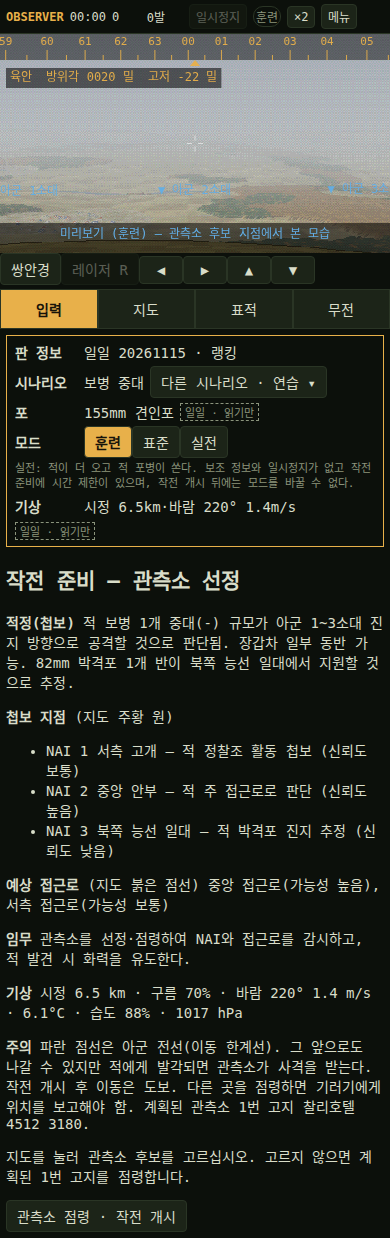 OBSERVER 00:00 0 0발 일시정지 훈련 ×2 메뉴
59 60 61 62 63 00 01 02 03 04 05
육안 방위각 0020 밀 고저 -22 밀
미리보기 (훈련) — 관측소 후보 지점에서 본 모습
쌍안경 레이저 R ◀ ▶ ▲ ▼
입력 지도 표적 무전
판 정보 일일 20261115 · 랭킹
시나리오 보병 중대 다른 시나리오 · 연습 ▾
포 155mm 견인포 일일 · 읽기만
모드 훈련 표준 실전
실전: 적이 더 오고 적 포병이 쏜다. 보조 정보와 일시정지가 없고 작전
준비에 시간 제한이 있으며, 작전 개시 뒤에는 모드를 바꿀 수 없다.
기상 시정 6.5km·바람 220° 1.4m/s
일일 · 읽기만
작전 준비 — 관측소 선정
적정(첩보) 적 보병 1개 중대(-) 규모가 아군 1~3소대 진
지 방향으로 공격할 것으로 판단됨. 장갑차 일부 동반 가
능. 82mm 박격포 1개 반이 북쪽 능선 일대에서 지원할 것
으로 추정.
첩보 지점 (지도 주황 원)
• NAI 1 서측 고개 — 적 정찰조 활동 첩보 (신뢰도
보통)
• NAI 2 중앙 안부 — 적 주 접근로로 판단 (신뢰도
높음)
• NAI 3 북쪽 능선 일대 — 적 박격포 진지 추정 (신
뢰도 낮음)
예상 접근로 (지도 붉은 점선) 중앙 접근로(가능성 높음),
서측 접근로(가능성 보통)
임무 관측소를 선정·점령하여 NAI와 접근로를 감시하고,
적 발견 시 화력을 유도한다.
기상 시정 6.5 km · 구름 70% · 바람 220° 1.4 m/s
· 6.1°C · 습도 88% · 1017 hPa
주의 파란 점선은 아군 전선(이동 한계선). 그 앞으로도
나갈 수 있지만 적에게 발각되면 관측소가 사격을 받는다.
작전 개시 후 이동은 도보. 다른 곳을 점령하면 기러기에게
위치를 보고해야 함. 계획된 관측소 1번 고지 찰리호텔
4512 3180.
지도를 눌러 관측소 후보를 고르십시오. 고르지 않으면 계
획된 1번 고지를 점령합니다.
관측소 점령 · 작전 개시